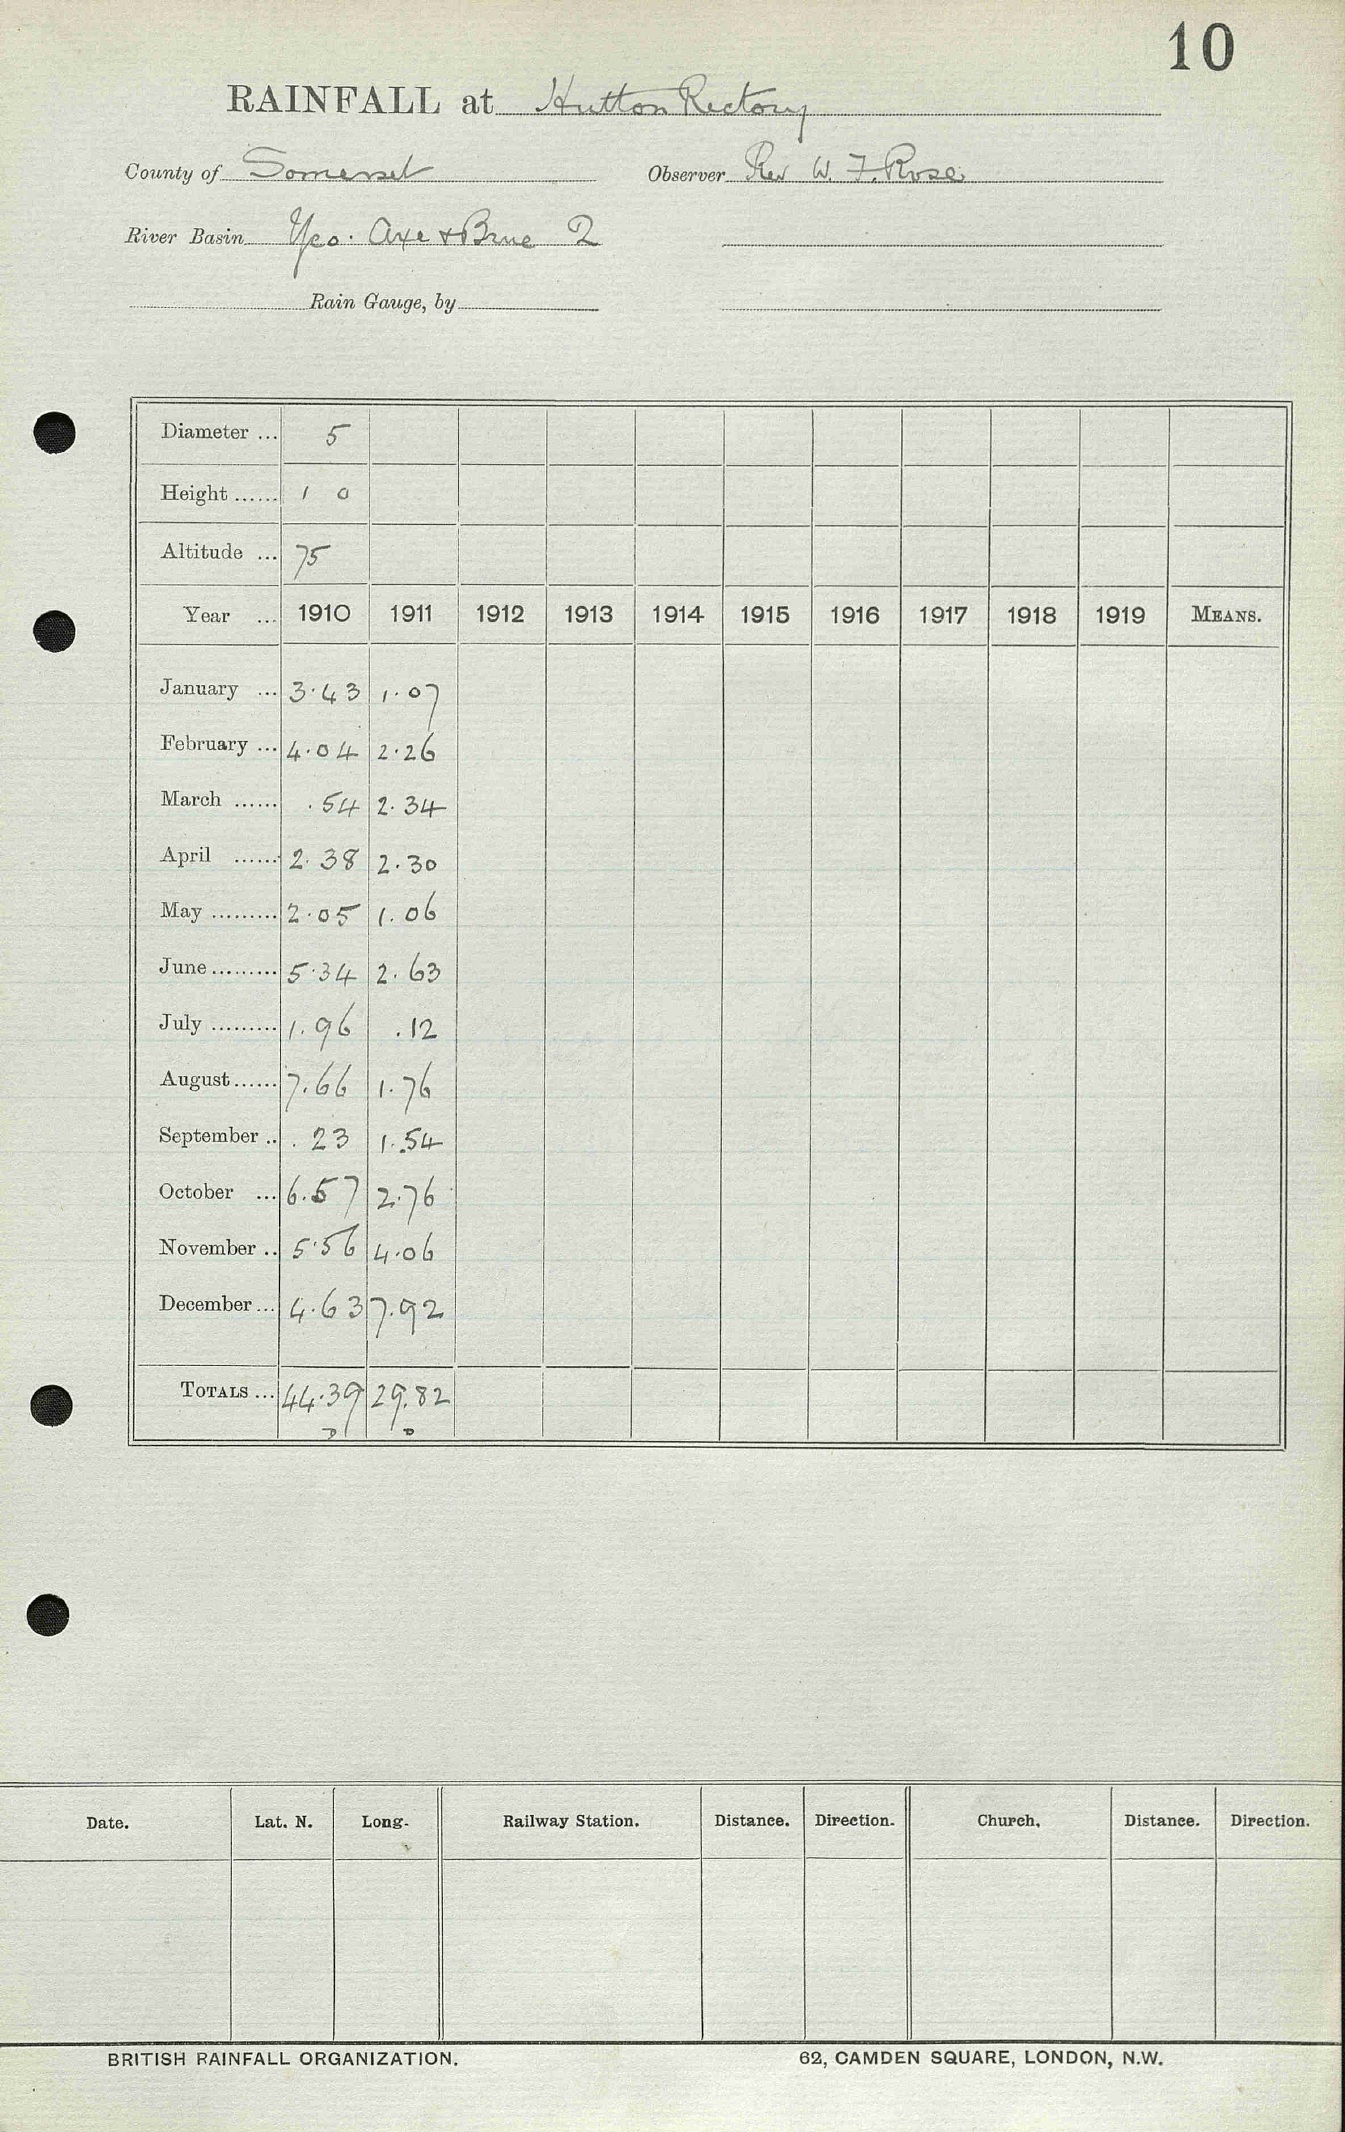 10
RAINFALL at Hutton Rectory
County of Somerset Observer Rev W. F. Rose
River Basin Yeo. Axe & Brue 2
Rain Gauge, by
Diameter ... 5
Height ...... 1 0
Altitude ... 75
Year ... 1910 1911 1912 1913 1914 1915 1916 1917 1918 1919 MEANS.
January ... 3.43 1.07
February ... 4.04 2.26
March ...... .54 2.34
April ...... 2.38 2.30
May ......... 2.05 1.06
June ......... 5.34 2.63
July ......... 1.96 .12
August ...... 7.66 1.76
September .. .23 1.54
October ... 6.57 2.76
November .. 5.56 4.06
December ... 4.63 7.92
TOTALS ... 44.39 29.82
D D
Date. Lat. N. Long. Railway Station. Distance. Direction. Church. Distance. Direction.
BRITISH RAINFALL ORGANIZATION. 62, CAMDEN SQUARE, LONDON, N.W.